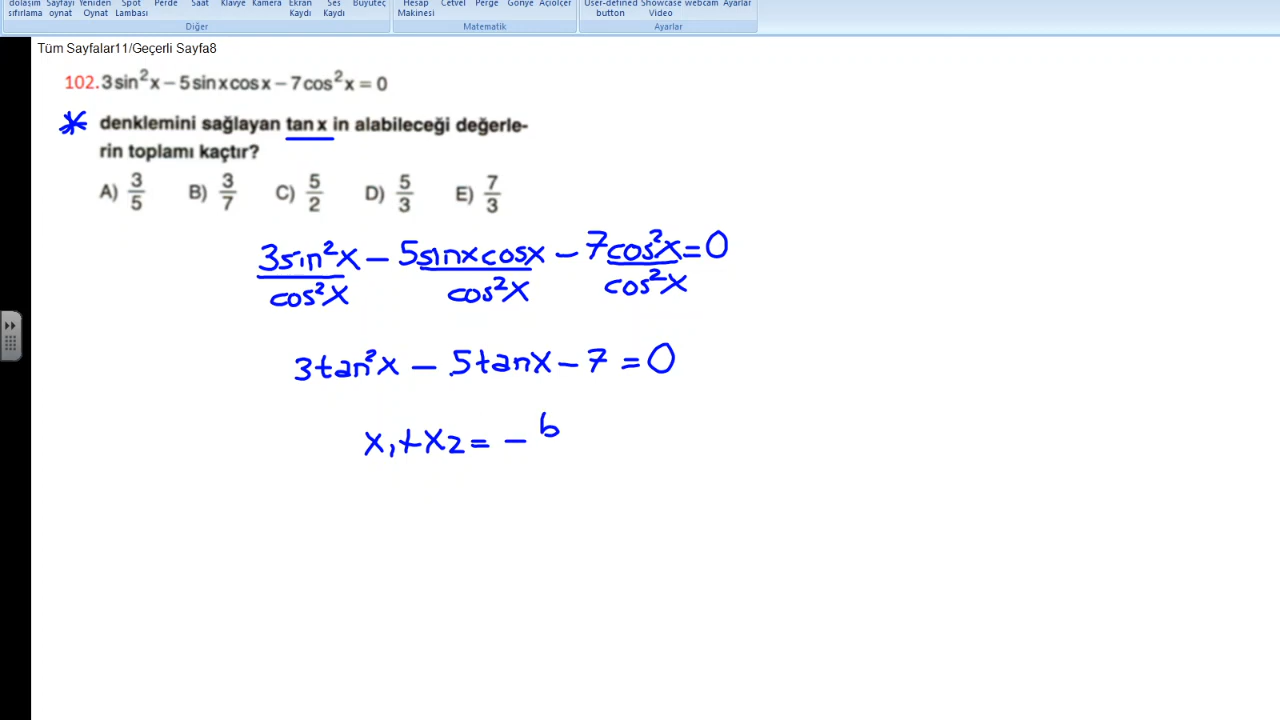 dolaşım Sayfayı Yeniden Spot Perde Saat Klavye Kamera Ekran Ses Büyüteç Hesap Cetvel Perge Gönye Açıölçer User-defined Showcase webcam Ayarlar
sıfırlama oynat Oynat Lambası Kaydı Kaydı Makinesi button Video
Diğer Matematik Ayarlar
Tüm Sayfalar11/Geçerli Sayfa8
102. 3 sin²x – 5 sin x cos x – 7 cos²x = 0
denklemini sağlayan tan x in alabileceği değerle-
rin toplamı kaçtır?
A) 3/5 B) 3/7 C) 5/2 D) 5/3 E) 7/3
3sin²x/cos²x – 5sinxcosx/cos²x – 7cos²x/cos²x = 0
3tan²x – 5tanx – 7 = 0
x₁+x₂ = – b